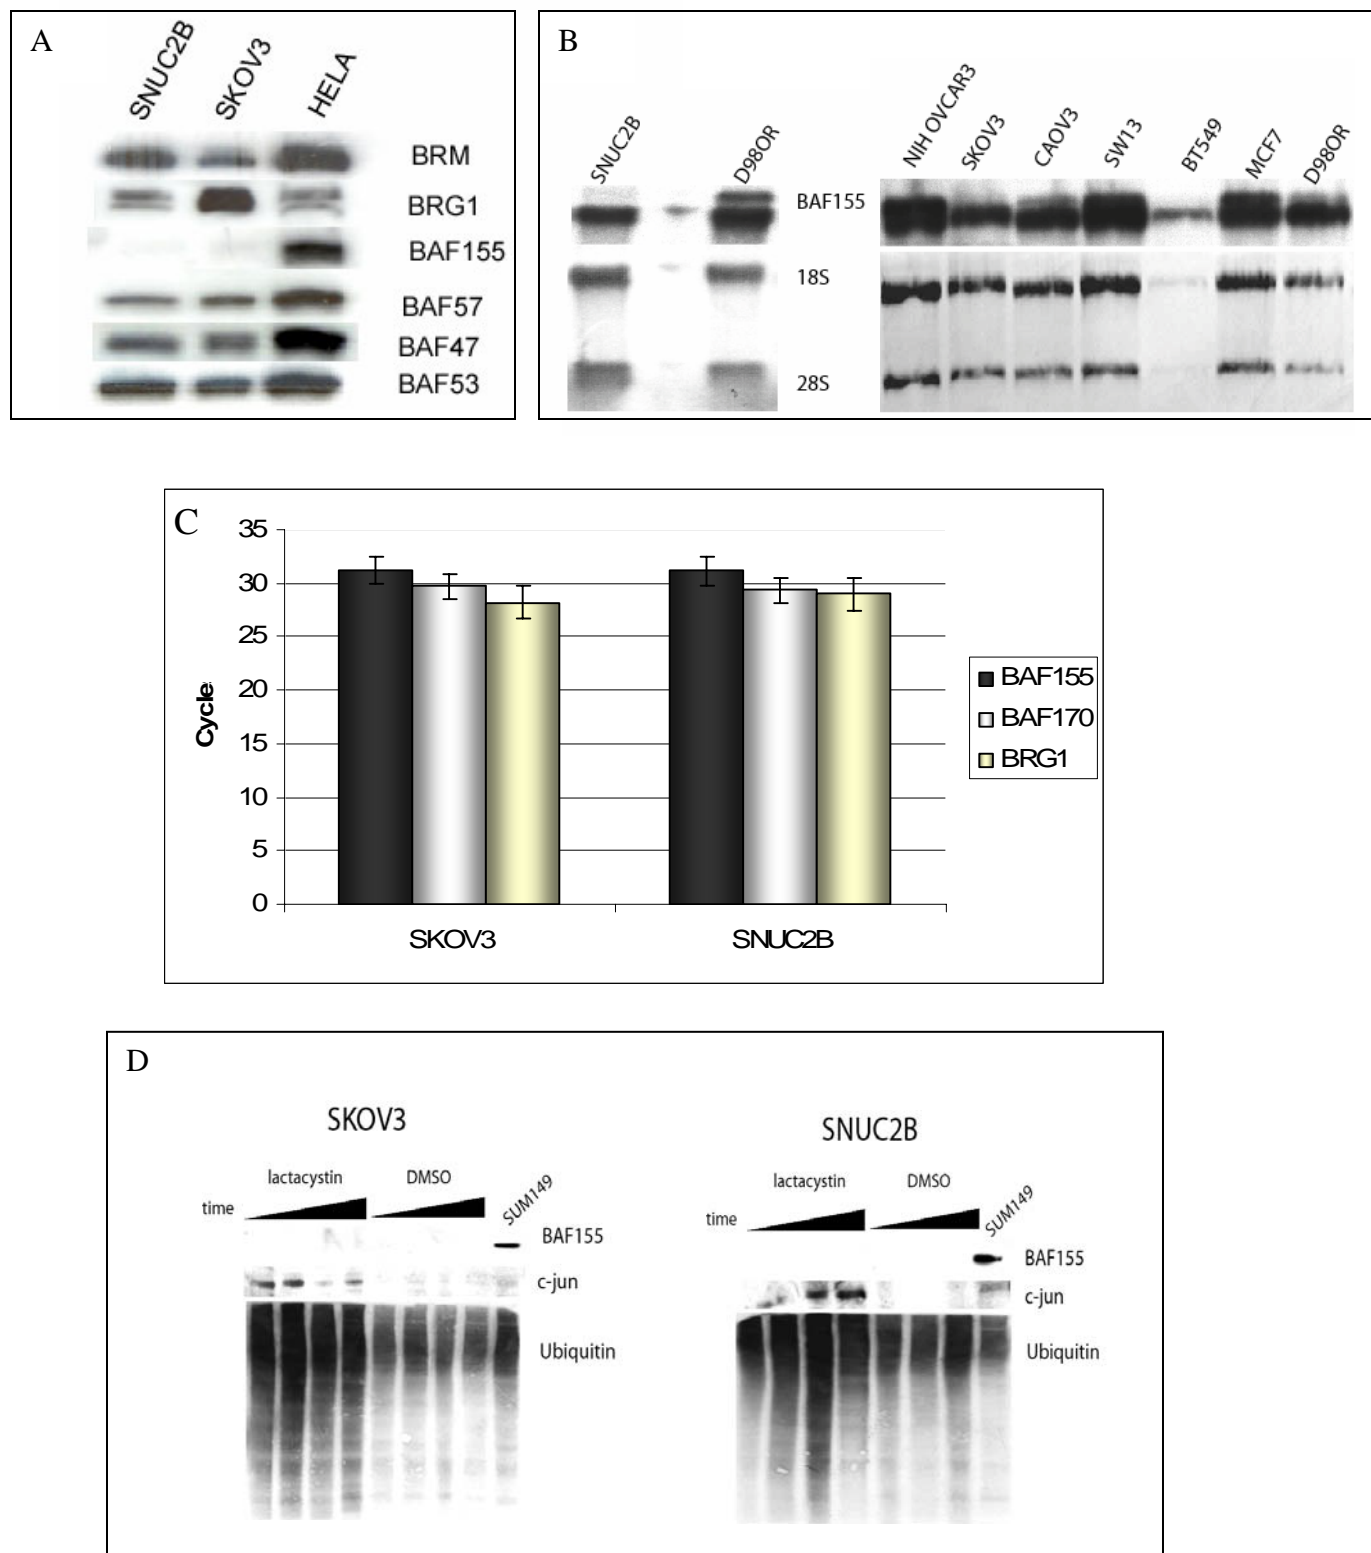 A
SNUC2B SKOV3 HELA
BRM
BRG1
BAF155
BAF57
BAF47
BAF53
B
SNUC2B D98OR
NIH OVCAR3 SKOV3 CAOV3 SW13 BT549 MCF7 D98OR
BAF155
18S
28S
C
35
30
25
20
15
10
5
0
Cycle
SKOV3 SNUC2B
BAF155
BAF170
BRG1
D
SKOV3
lactacystin DMSO
time
SUM149
BAF155
c-jun
Ubiquitin
SNUC2B
lactacystin DMSO
time
SUM149
BAF155
c-jun
Ubiquitin